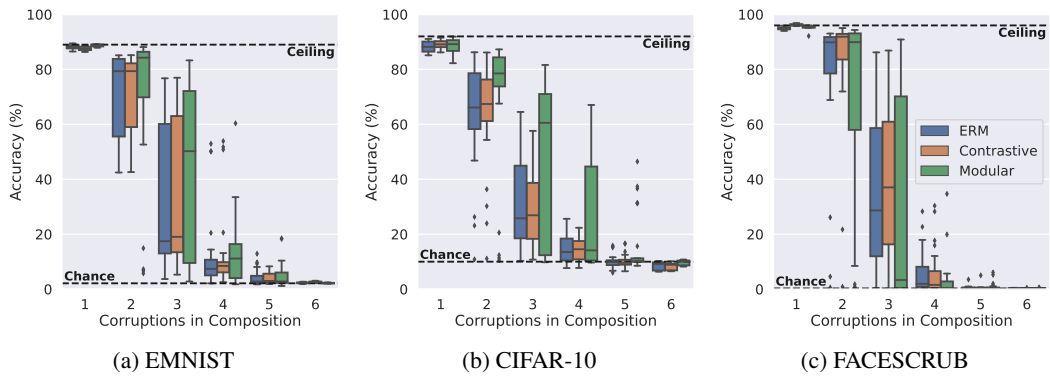 100
80
60
40
20
0
Accuracy (%)
Ceiling
Chance
1 2 3 4 5 6
Corruptions in Composition
(a) EMNIST
100
80
60
40
20
0
Accuracy (%)
Ceiling
Chance
1 2 3 4 5 6
Corruptions in Composition
(b) CIFAR-10
100
80
60
40
20
0
Accuracy (%)
Ceiling
ERM
Contrastive
Modular
Chance
1 2 3 4 5 6
Corruptions in Composition
(c) FACESCRUB